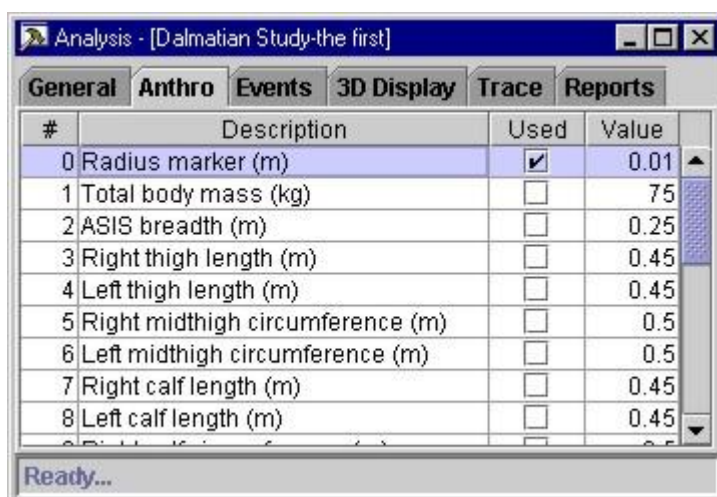 Analysis - [Dalmatian Study-the first]
General Anthro Events 3D Display Trace Reports
# Description Used Value
0 Radius marker (m) 0.01
1 Total body mass (kg) 75
2 ASIS breadth (m) 0.25
3 Right thigh length (m) 0.45
4 Left thigh length (m) 0.45
5 Right midthigh circumference (m) 0.5
6 Left midthigh circumference (m) 0.5
7 Right calf length (m) 0.45
8 Left calf length (m) 0.45
Ready...